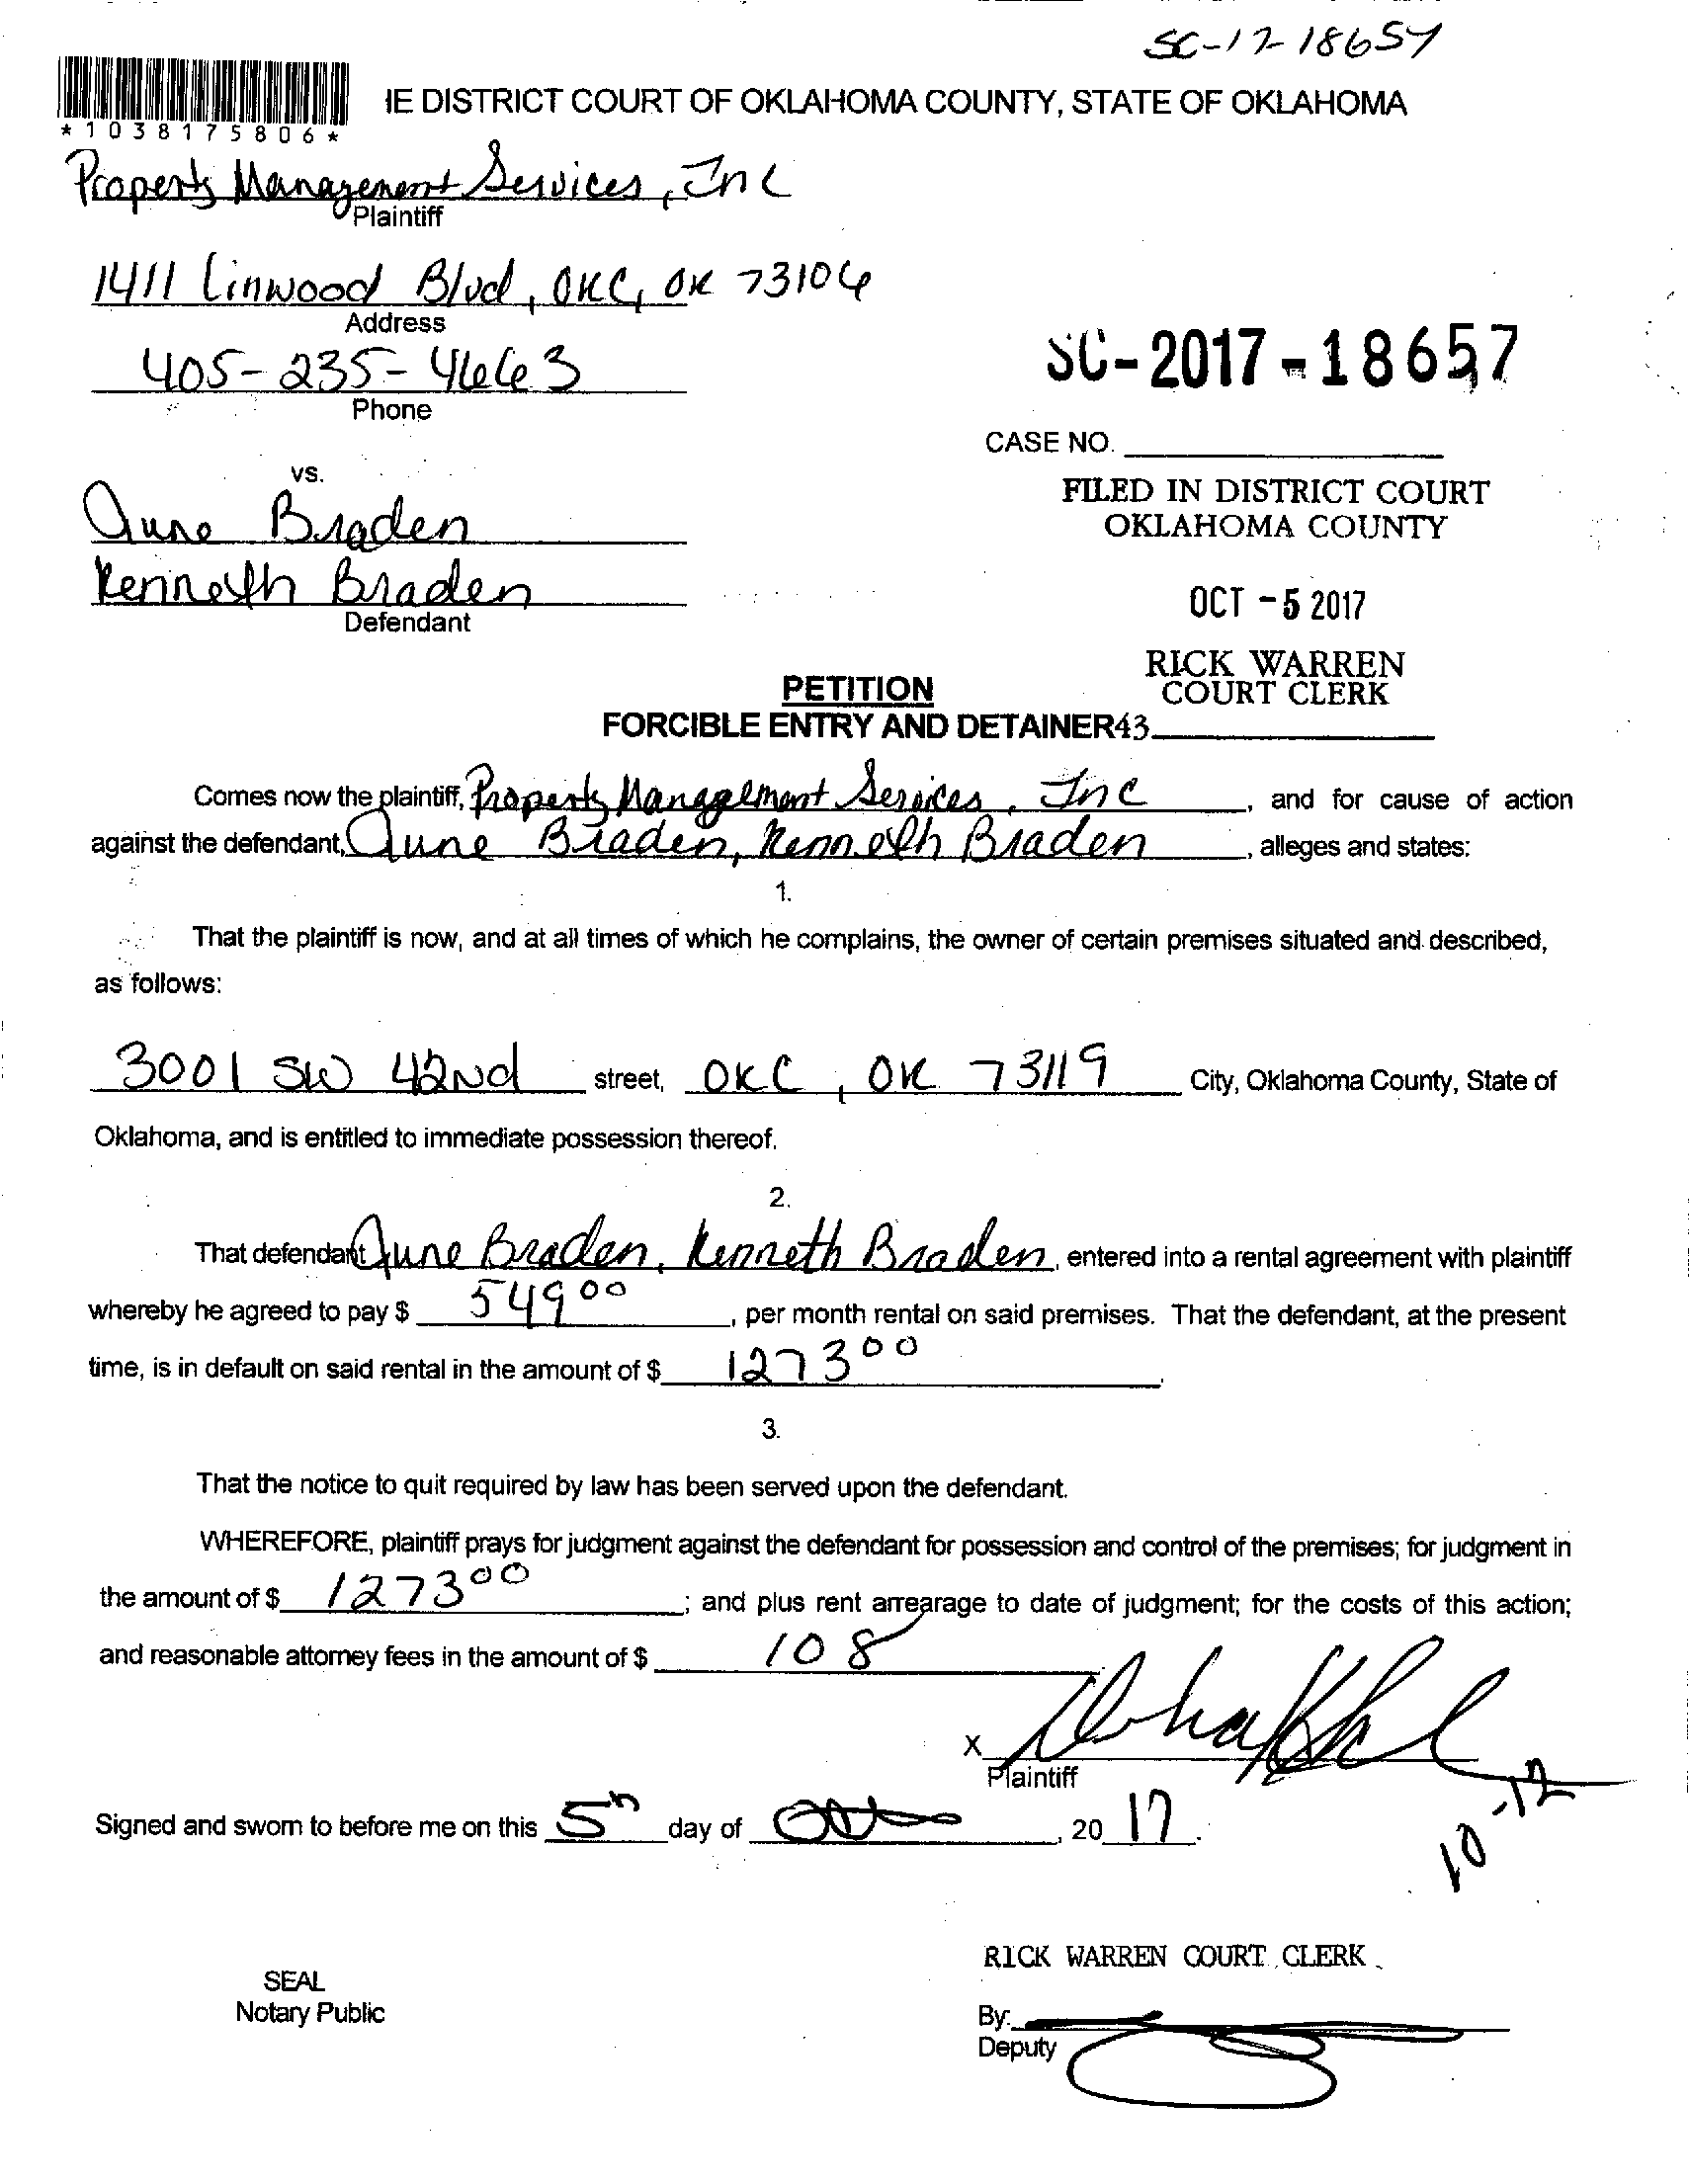 SC-17-18657
IE DISTRICT COURT OF OKLAHOMA COUNTY, STATE OF OKLAHOMA
*1038175806*
Property Management Services, Inc
Plaintiff
1411 Linwood Blvd, OKC, OK 73106
Address
405-235-4663
Phone
SC-2017-18657
CASE NO.
vs.
FILED IN DISTRICT COURT
OKLAHOMA COUNTY
June Braden
Kenneth Braden
Defendant
OCT -5 2017
RICK WARREN
COURT CLERK
PETITION
FORCIBLE ENTRY AND DETAINER43.
Comes now the plaintiff, Property Management Services, Inc, and for cause of action
against the defendant, June Braden, Kenneth Braden, alleges and states:
1.
That the plaintiff is now, and at all times of which he complains, the owner of certain premises situated and described,
as follows:
3001 SW 42nd street, OKC, OK 73119 City, Oklahoma County, State of
Oklahoma, and is entitled to immediate possession thereof.
2.
That defendant June Braden, Kenneth Braden, entered into a rental agreement with plaintiff
whereby he agreed to pay $ 549 00, per month rental on said premises. That the defendant, at the present
time, is in default on said rental in the amount of $ 1273 00.
3.
That the notice to quit required by law has been served upon the defendant.
WHEREFORE, plaintiff prays for judgment against the defendant for possession and control of the premises; for judgment in
the amount of $ 1273 00; and plus rent arrearage to date of judgment; for the costs of this action;
and reasonable attorney fees in the amount of $ 108
X
Plaintiff
Signed and sworn to before me on this 5th day of Oct, 2017.
10-17
RICK WARREN COURT CLERK
SEAL
Notary Public
By:
Deputy